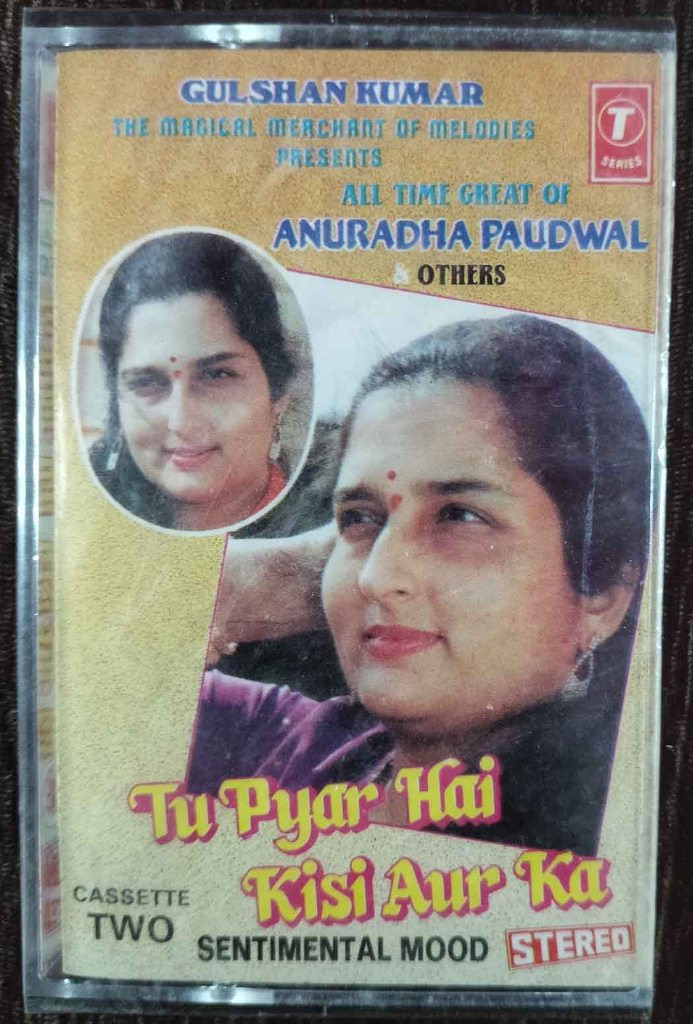 GULSHAN KUMAR
THE MAGICAL MERCHANT OF MELODIES
PRESENTS
T
SERIES
ALL TIME GREAT OF
ANURADHA PAUDWAL
& OTHERS
Tu Pyar Hai
Kisi Aur Ka
CASSETTE
TWO
SENTIMENTAL MOOD
STEREO